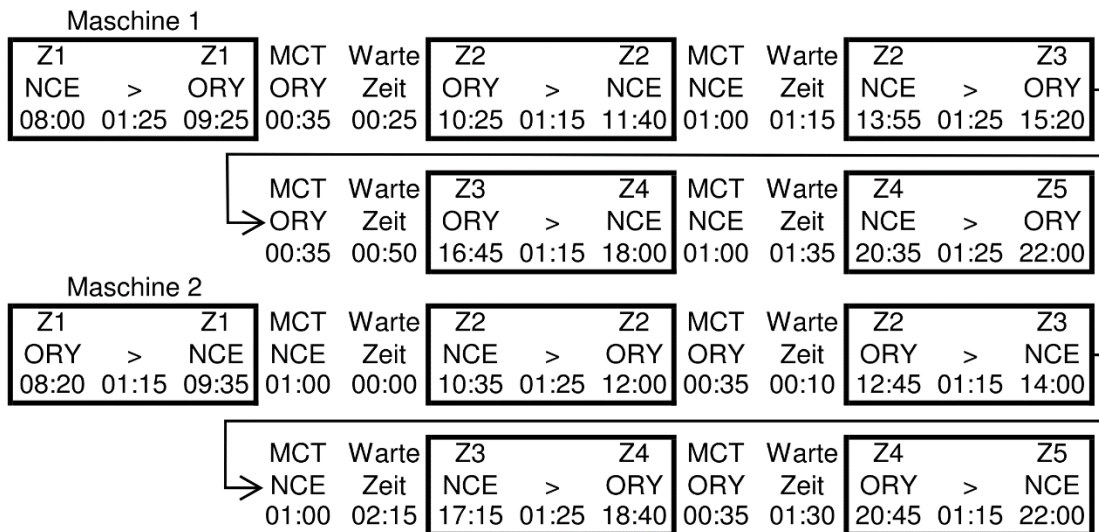 Maschine 1
Z1 Z1 MCT Warte Z2 Z2 MCT Warte Z2 Z3
NCE > ORY ORY Zeit ORY > NCE NCE Zeit NCE > ORY
08:00 01:25 09:25 00:35 00:25 10:25 01:15 11:40 01:00 01:15 13:55 01:25 15:20
MCT Warte Z3 Z4 MCT Warte Z4 Z5
ORY Zeit ORY > NCE NCE Zeit NCE > ORY
00:35 00:50 16:45 01:15 18:00 01:00 01:35 20:35 01:25 22:00
Maschine 2
Z1 Z1 MCT Warte Z2 Z2 MCT Warte Z2 Z3
ORY > NCE NCE Zeit NCE > ORY ORY Zeit ORY > NCE
08:20 01:15 09:35 01:00 00:00 10:35 01:25 12:00 00:35 00:10 12:45 01:15 14:00
MCT Warte Z3 Z4 MCT Warte Z4 Z5
NCE Zeit NCE > ORY ORY Zeit ORY > NCE
01:00 02:15 17:15 01:25 18:40 00:35 01:30 20:45 01:15 22:00